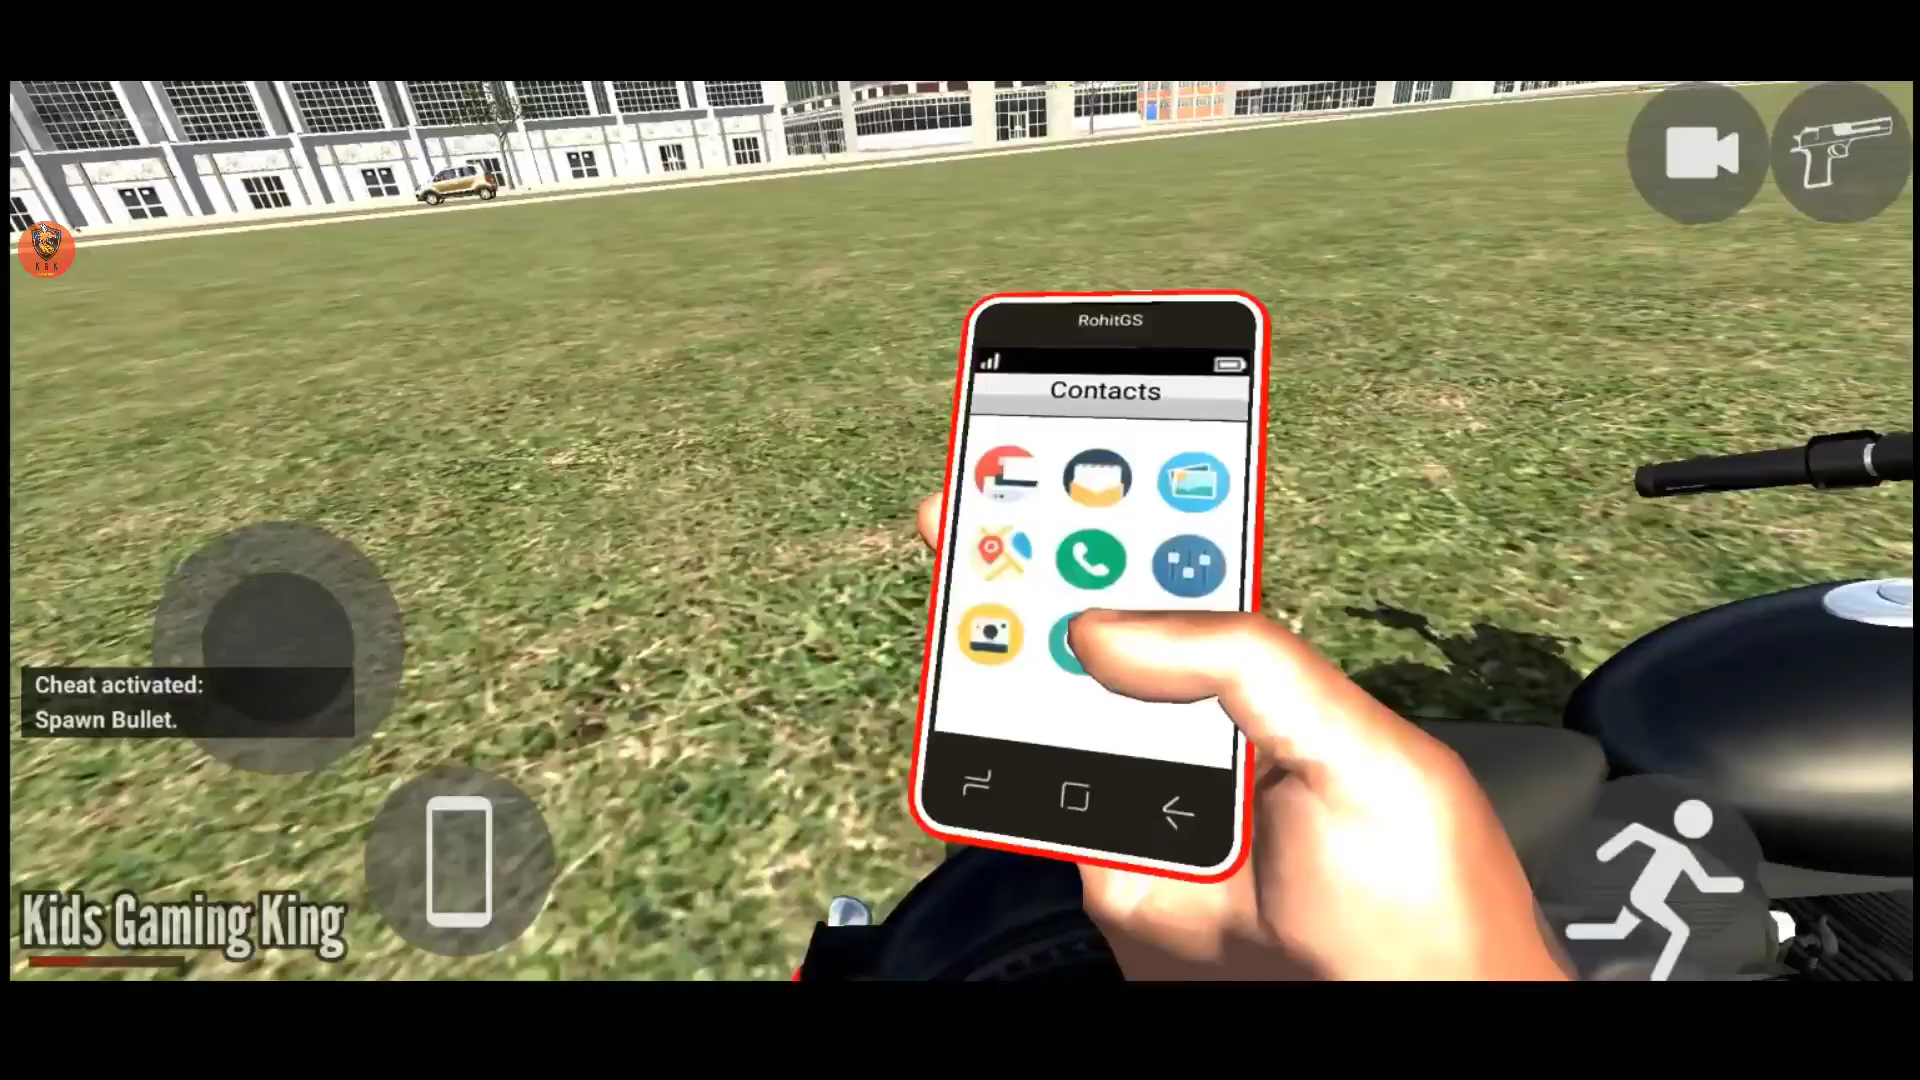 RohitGS
Contacts
K G K
Cheat activated:
Spawn Bullet.
Kids Gaming King